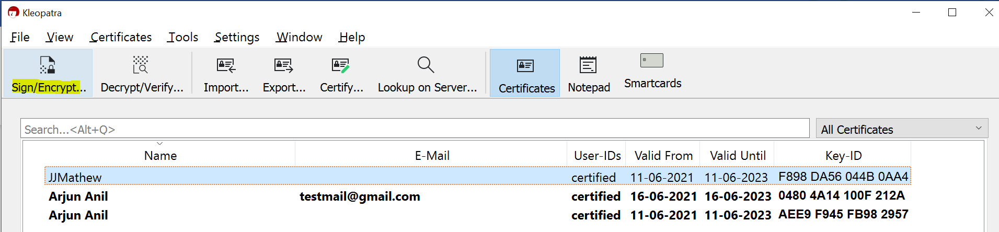 Kleopatra
File View Certificates Tools Settings Window Help
Sign/Encrypt... Decrypt/Verify... Import... Export... Certify... Lookup on Server... Certificates Notepad Smartcards
Search...<Alt+Q> All Certificates
Name E-Mail User-IDs Valid From Valid Until Key-ID
JJMathew certified 11-06-2021 11-06-2023 F898 DA56 044B 0AA4
Arjun Anil testmail@gmail.com certified 16-06-2021 16-06-2023 0480 4A14 100F 212A
Arjun Anil certified 11-06-2021 11-06-2023 AEE9 F945 FB98 2957